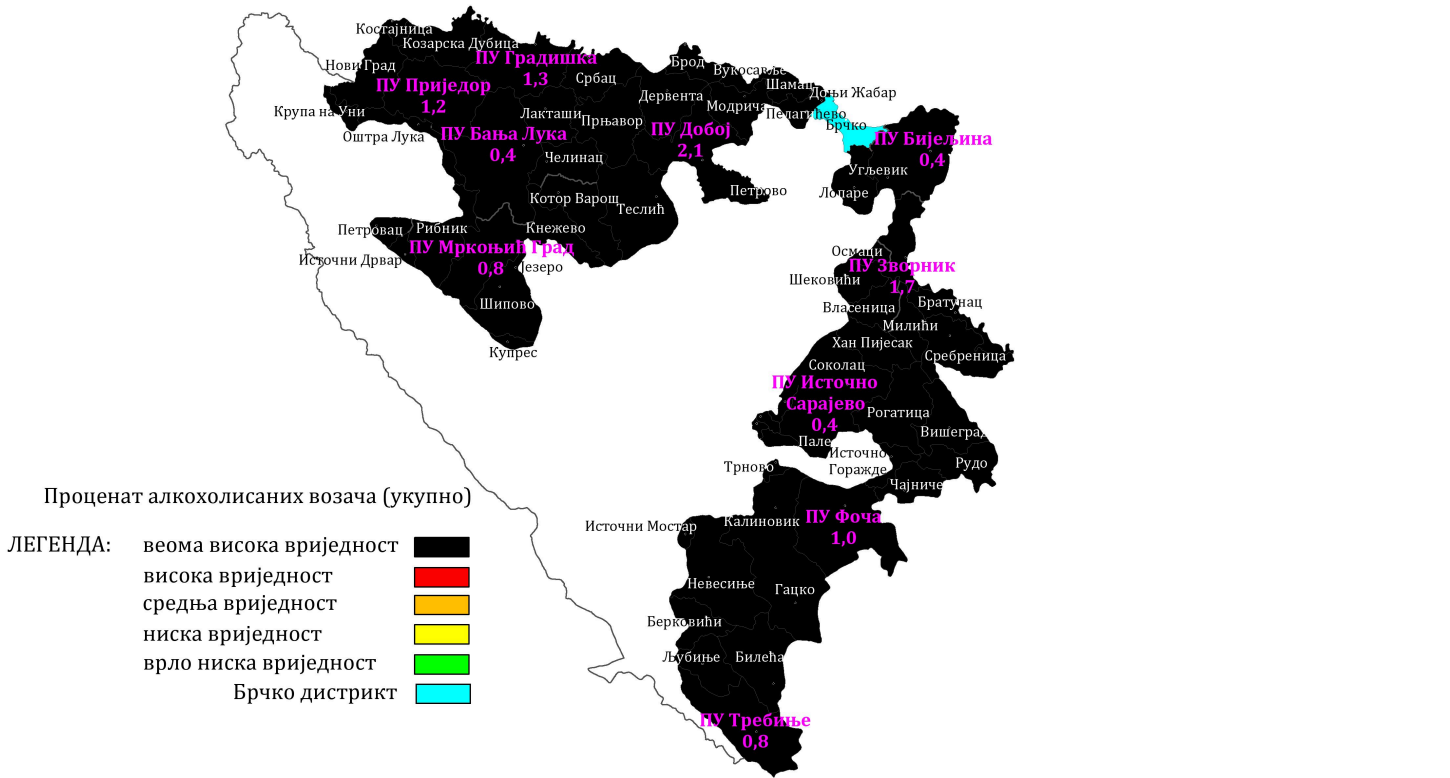 Костајница
Козарска Дубица
ПУ Градишка
1,3
Нови Град
ПУ Приједор
1,2
Србац
Брод
Вукосавље
Шамац
Доњи Жабар
Дервента
Модрича
Пелагићево
Брчко
Крупа на Уни
Оштра Лука
Лакташи
Прњавор
ПУ Бања Лука
0,4
ПУ Добој
2,1
ПУ Бијељина
0,4
Челинац
Угљевик
Лопаре
Петрово
Котор Варош
Теслић
Петровац
Рибник
Кнежево
Источни Дрвар
ПУ Мркоњић Град
0,8
Језеро
Шипово
Купрес
Осмаци
ПУ Зворник
1,7
Шековићи
Власеница
Братунац
Милићи
Хан Пијесак
Сребреница
Соколац
ПУ Источно
Сарајево
0,4
Рогатица
Вишеград
Пале
Источно
Горажде
Рудо
Трново
Чајниче
Источни Мостар
Калиновик
ПУ Фоча
1,0
Невесиње
Гацко
Берковићи
Љубиње
Билећа
ПУ Требиње
0,8
Проценат алкохолисаних возача (укупно)
ЛЕГЕНДА:
веома висока вриједност
висока вриједност
средња вриједност
ниска вриједност
врло ниска вриједност
Брчко дистрикт